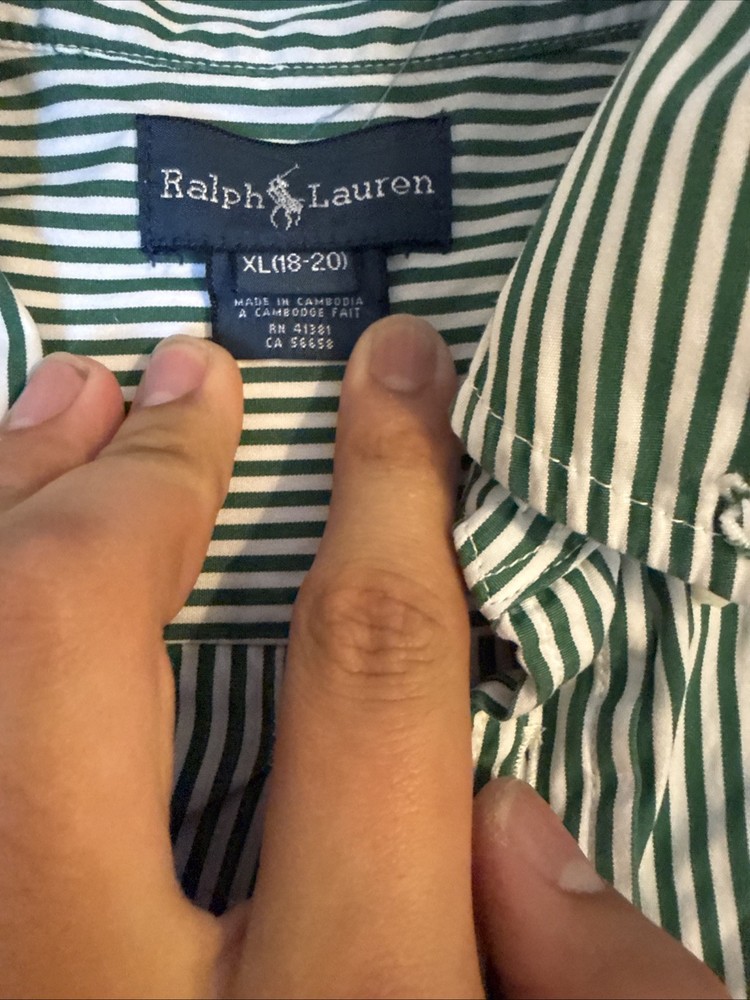 Ralph Lauren
XL(18-20)
MADE IN CAMBODIA
A CAMBODGE FAIT
RN 41381
CA 56658